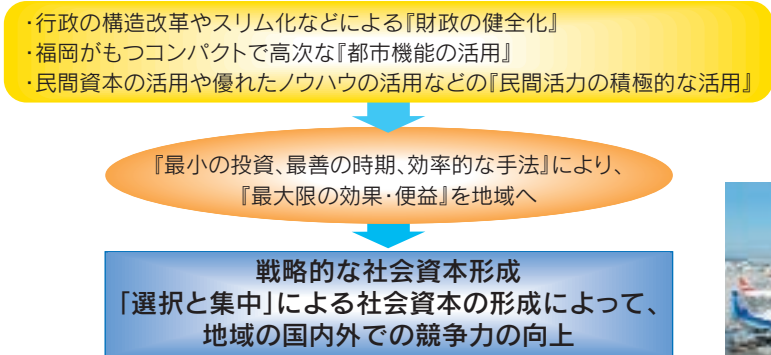 ・行政の構造改革やスリム化などによる『財政の健全化』
・福岡がもつコンパクトで高次な『都市機能の活用』
・民間資本の活用や優れたノウハウの活用などの『民間活力の積極的な活用』
『最小の投資、最善の時期、効率的な手法』により、
『最大限の効果・便益』を地域へ
戦略的な社会資本形成
「選択と集中」による社会資本の形成によって、
地域の国内外での競争力の向上